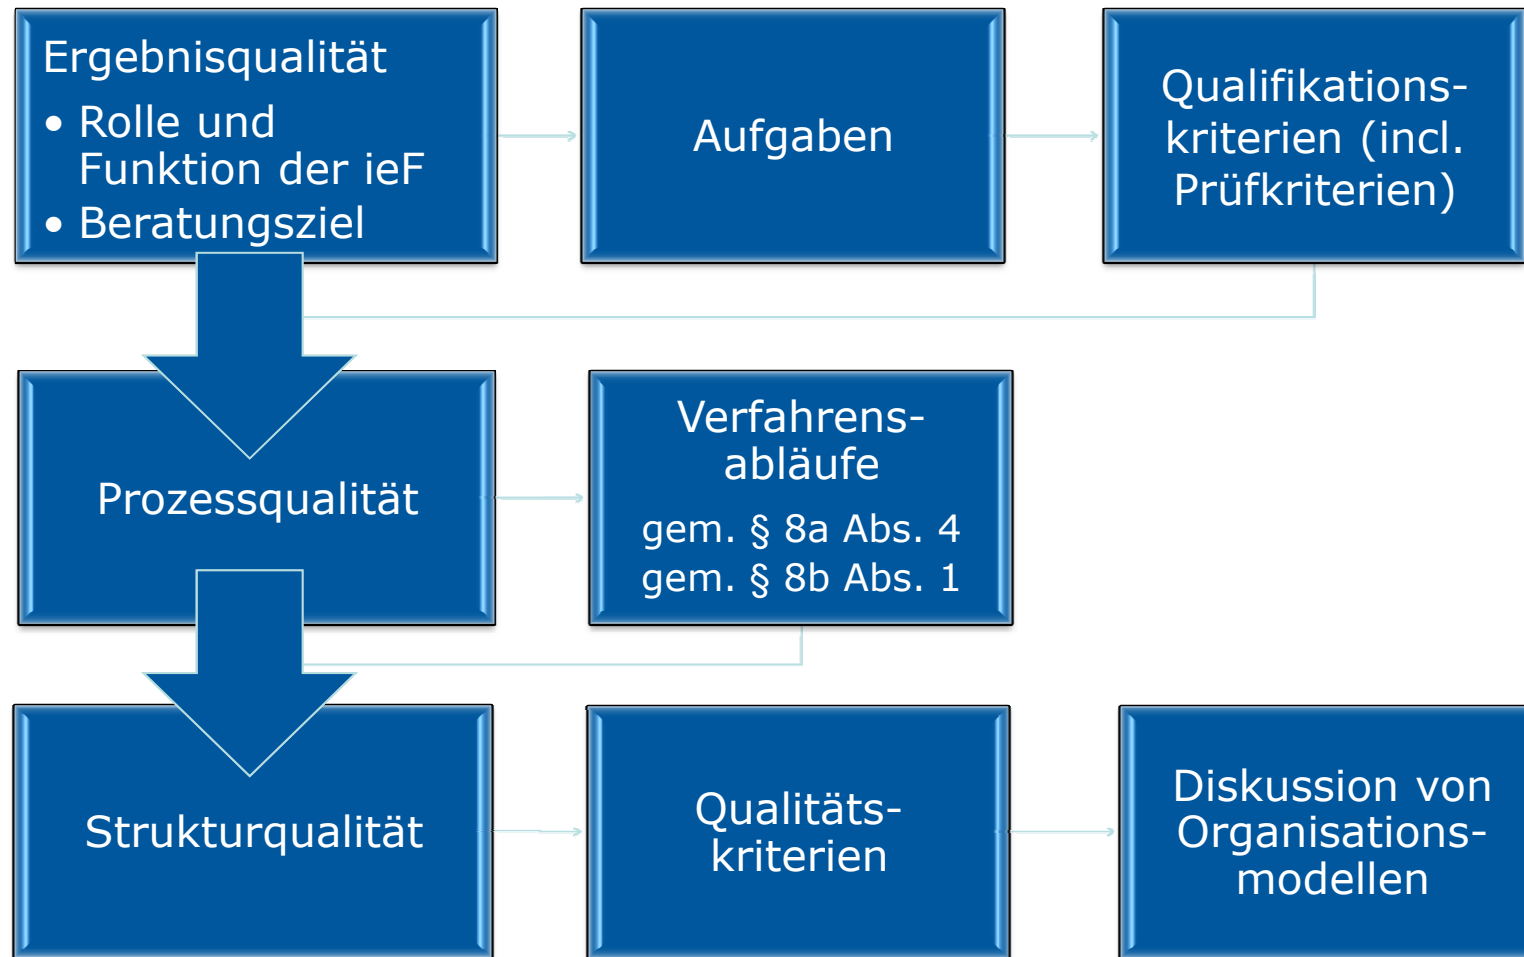 Ergebnisqualität
• Rolle und
Funktion der ieF
• Beratungsziel
Aufgaben
Qualifikations-
kriterien (incl.
Prüfkriterien)
Prozessqualität
Verfahrens-
abläufe
gem. § 8a Abs. 4
gem. § 8b Abs. 1
Strukturqualität
Qualitäts-
kriterien
Diskussion von
Organisations-
modellen